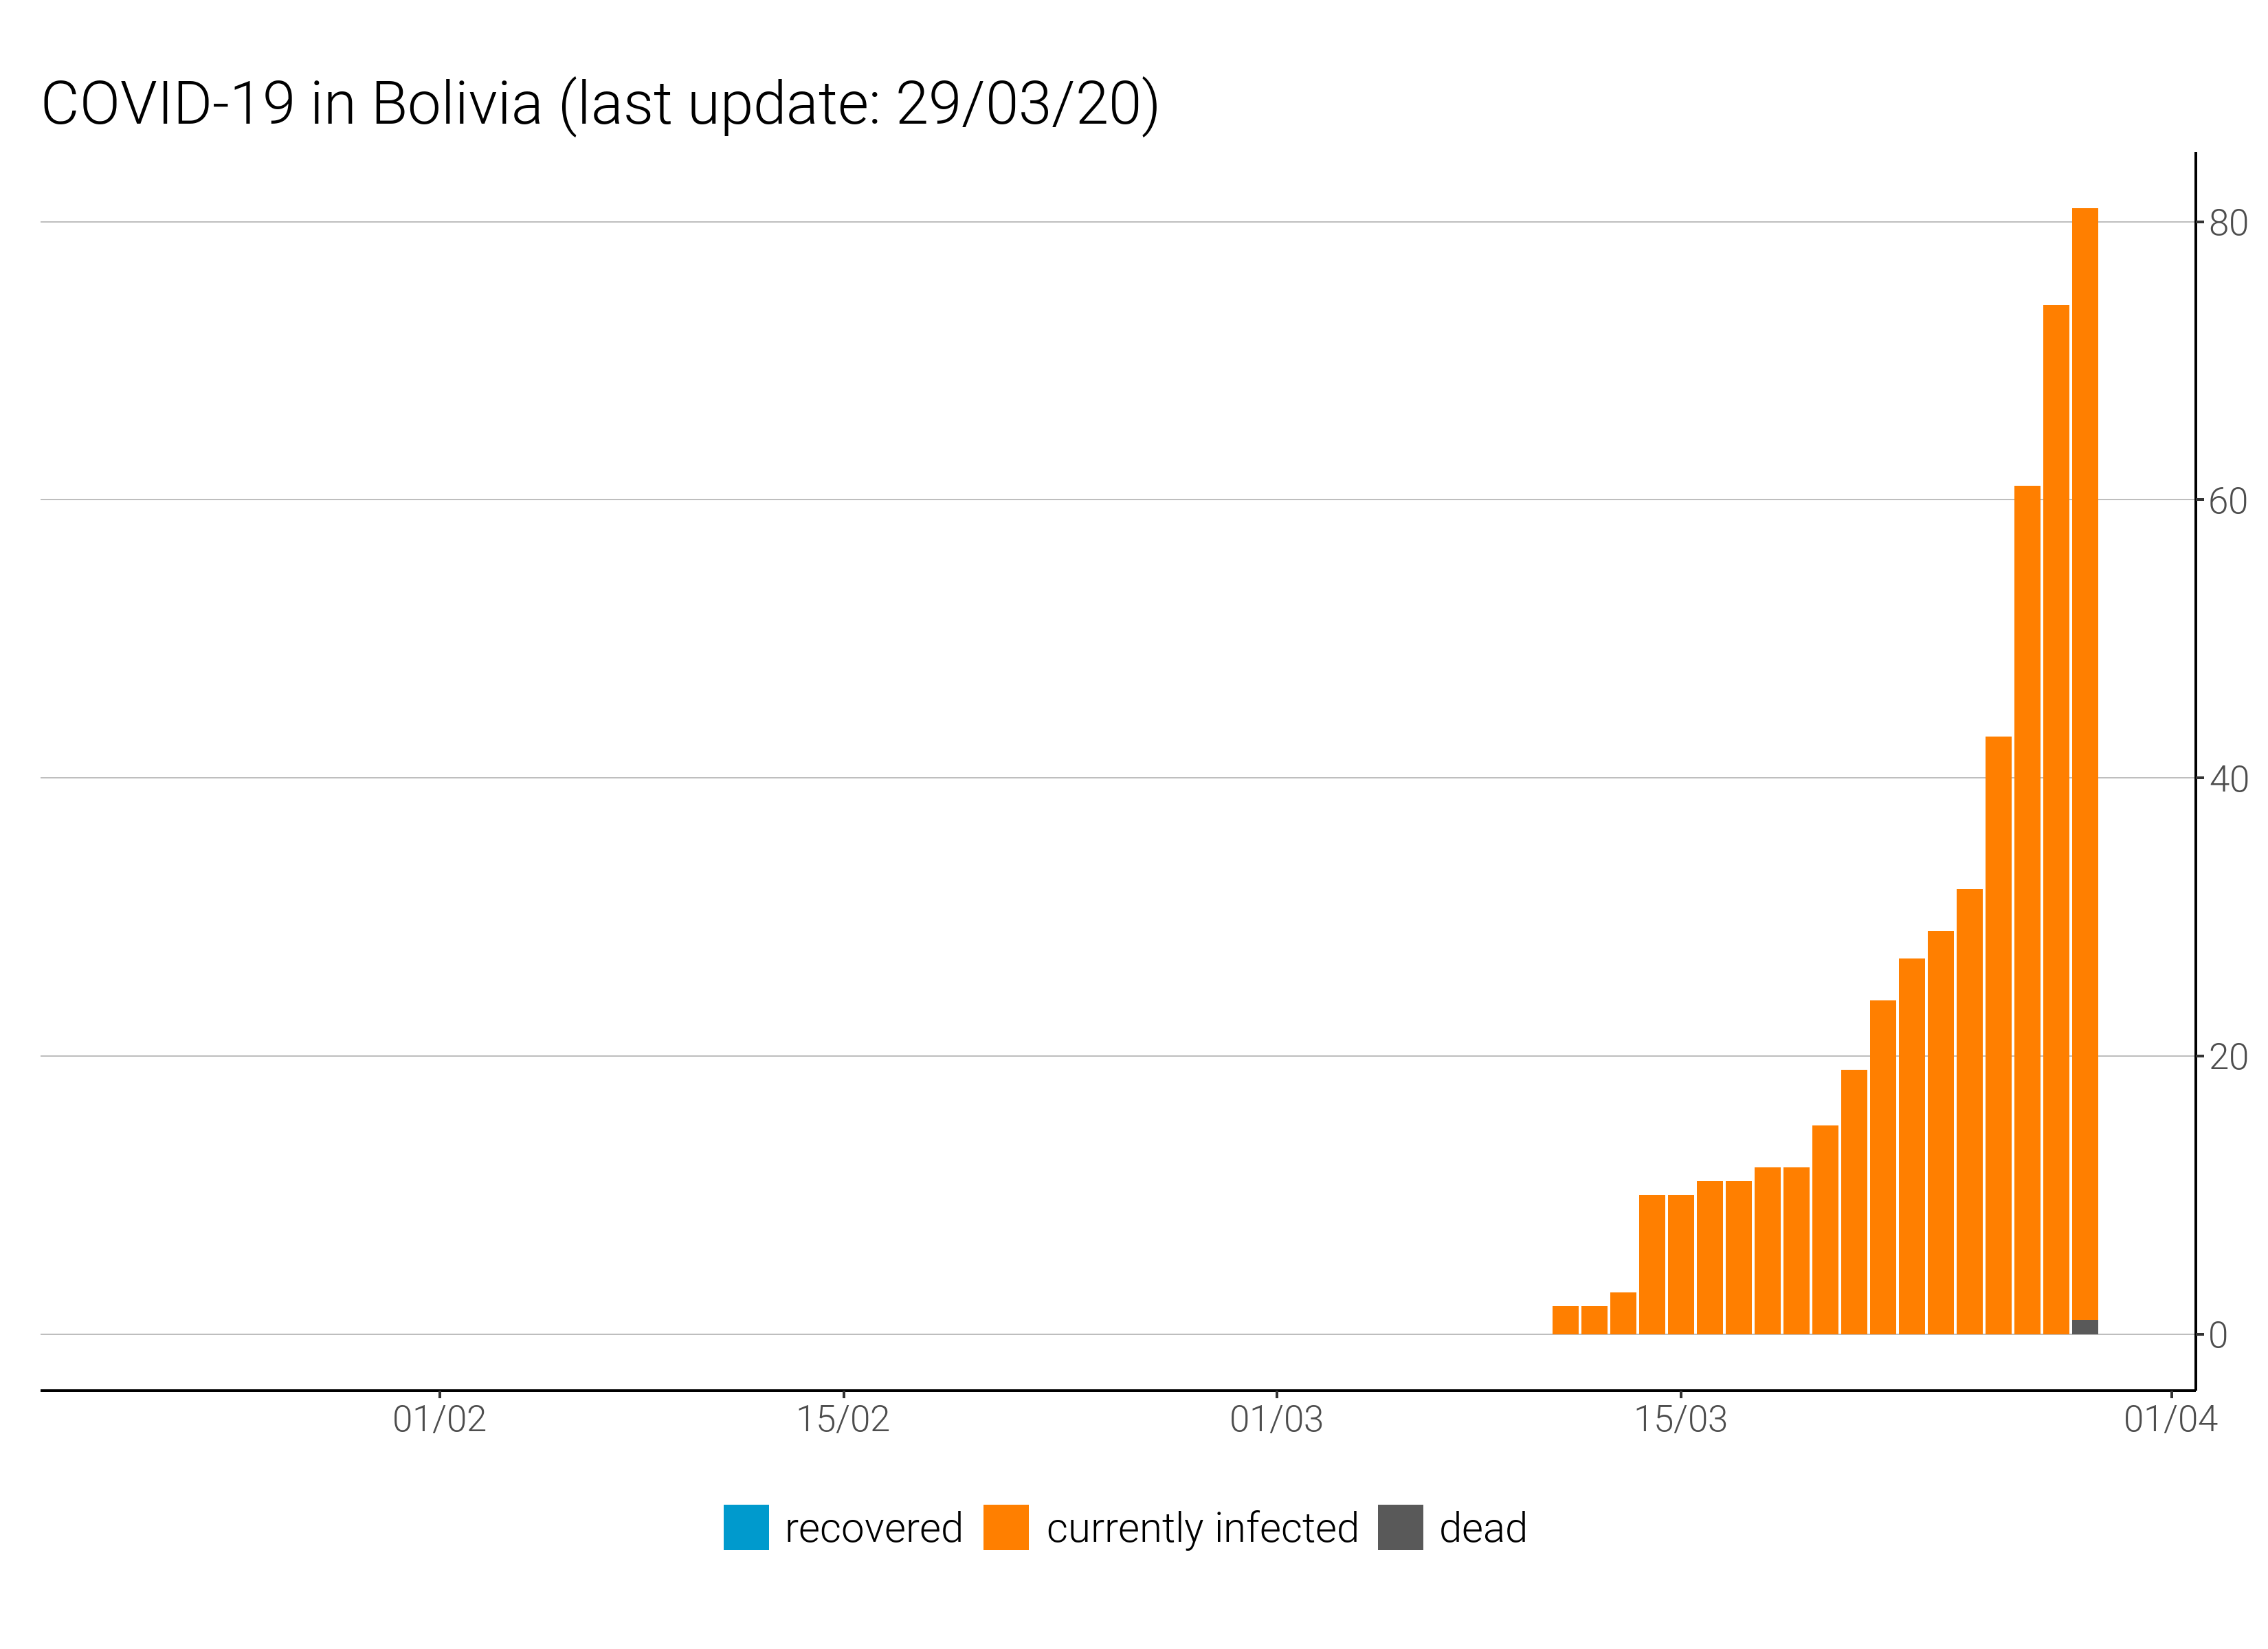 COVID-19 in Bolivia (last update: 29/03/20)
80
60
40
20
0
01/02 15/02 01/03 15/03 01/04
recovered currently infected dead